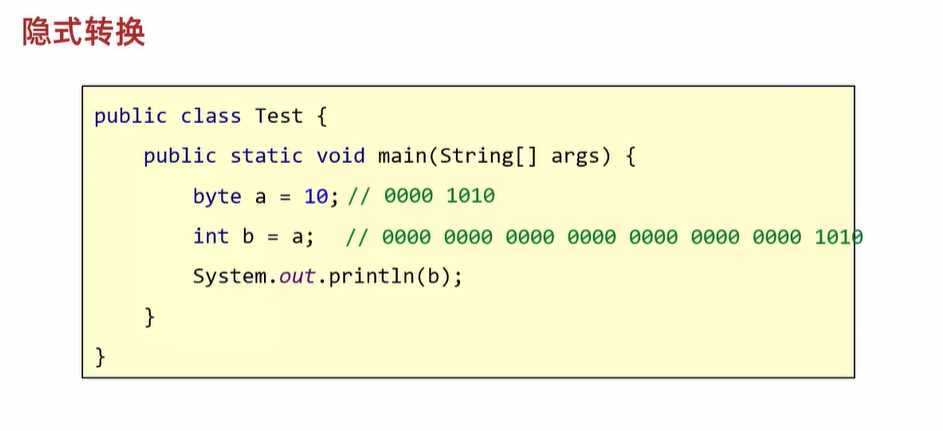 隐式转换
public class Test {
public static void main(String[] args) {
byte a = 10; // 0000 1010
int b = a; // 0000 0000 0000 0000 0000 0000 0000 1010
System.out.println(b);
}
}